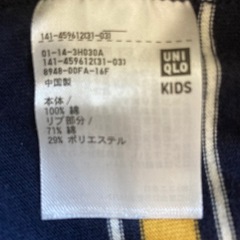 141-459612(31-03)
01-14-3H030A
141-459612(31-03)
8948-00FA-16F
中国製
本体/
100% 綿
リブ部分/
71% 綿
29% ポリエステル
UNI
QLO
KIDS